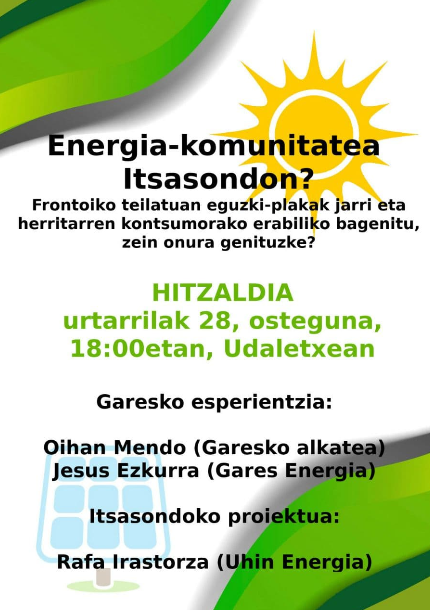 Energia-komunitatea
Itsasondon?
Frontoiko teilatuan eguzki-plakak jarri eta
herritarren kontsumorako erabiliko bagenitu,
zein onura genituzke?
HITZALDIA
urtarrilak 28, osteguna,
18:00etan, Udaletxean
Garesko esperientzia:
Oihan Mendo (Garesko alkatea)
Jesus Ezkurra (Gares Energia)
Itsasondoko proiektua:
Rafa Irastorza (Uhin Energia)